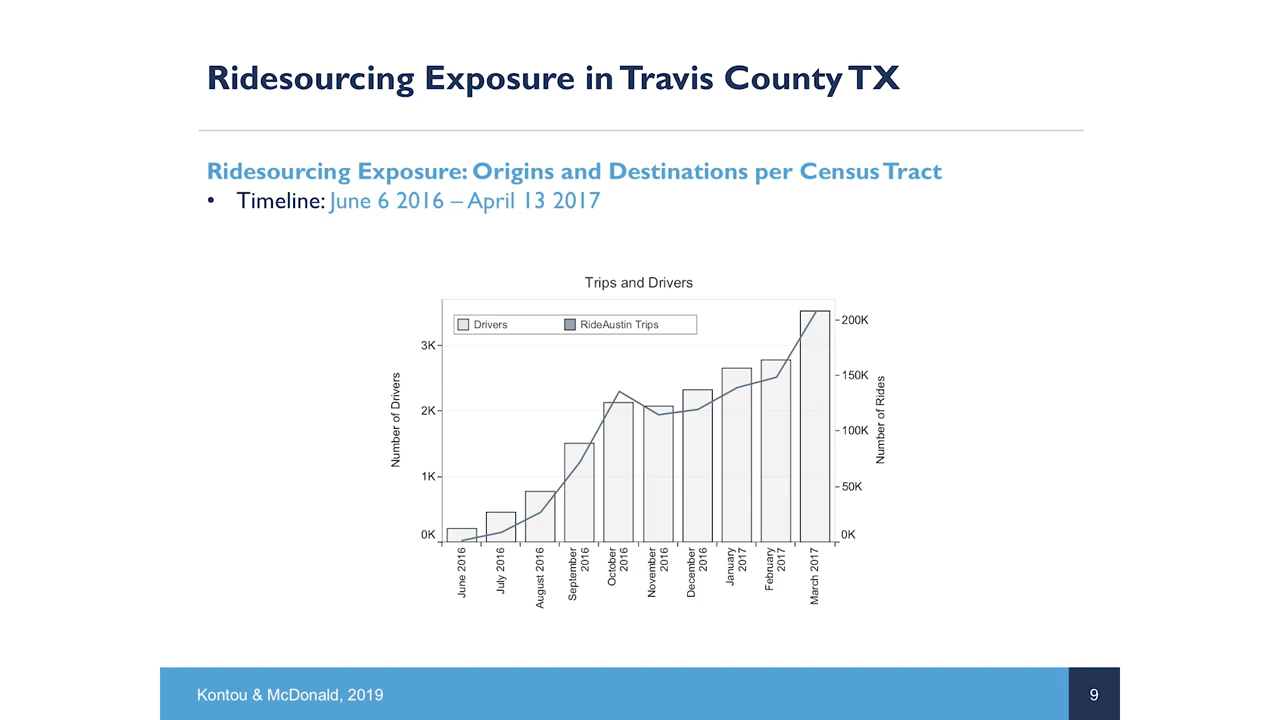 Ridesourcing Exposure in Travis County TX
Ridesourcing Exposure: Origins and Destinations per Census Tract
• Timeline: June 6 2016 – April 13 2017
Trips and Drivers
Drivers
RideAustin Trips
Number of Drivers
3K
2K
1K
0K
200K
150K
100K
50K
0K
Number of Rides
June 2016
July 2016
August 2016
September
2016
October
2016
November
2016
December
2016
January
2017
February
2017
March 2017
Kontou & McDonald, 2019
9